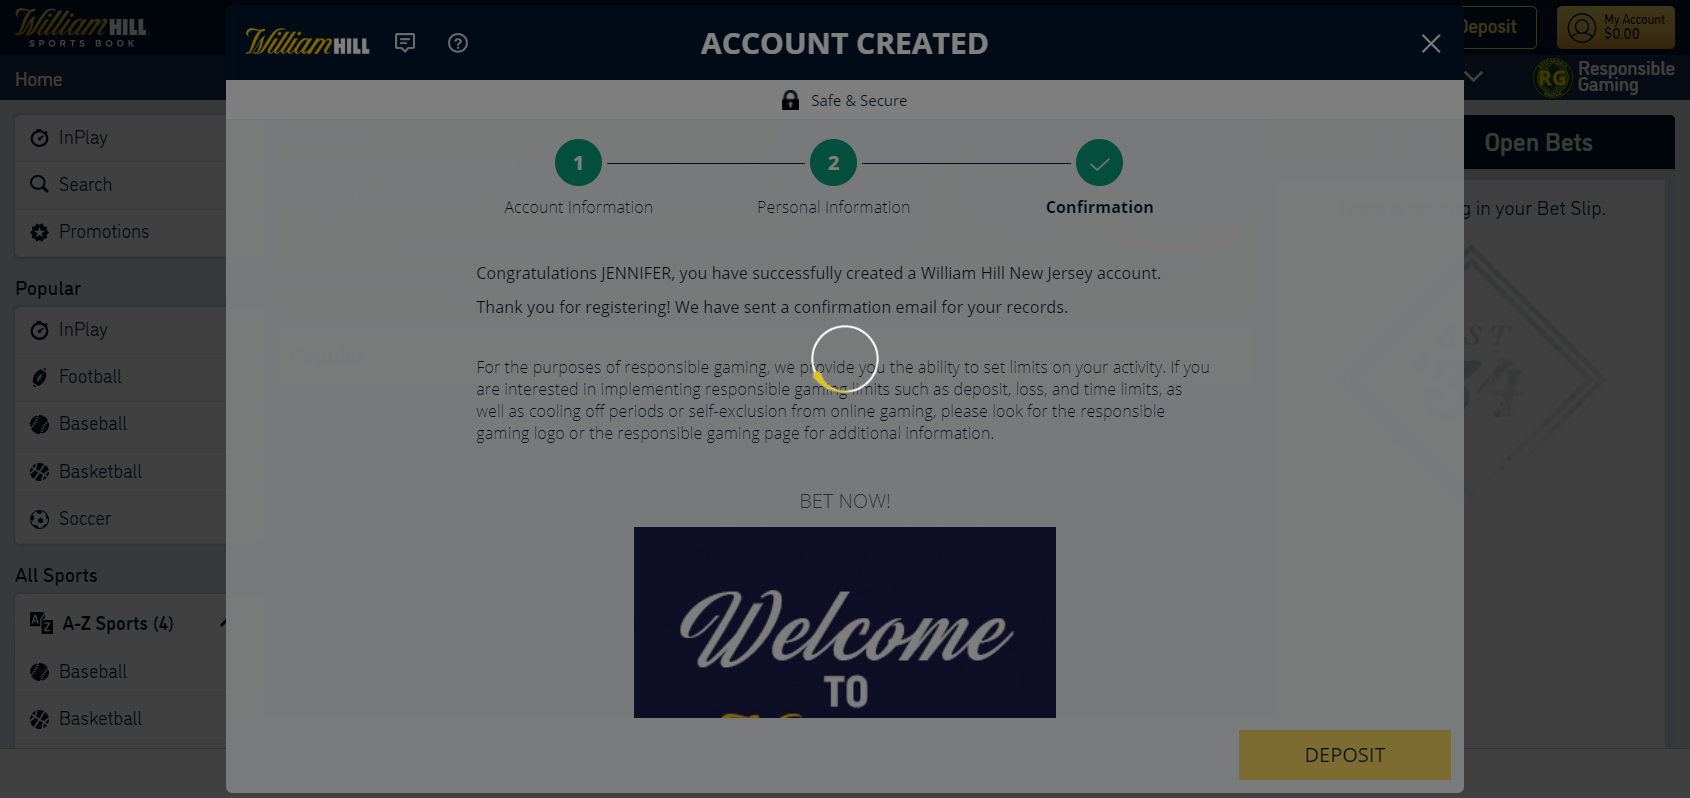 William HILL
SPORTS BOOK
William HILL
ACCOUNT CREATED
Deposit
My Account
$0.00
Home
RG
Responsible
Gaming
Safe & Secure
InPlay
Search
Promotions
Open Bets
1
2
Account Information
Personal Information
Confirmation
in your Bet Slip.
Popular
InPlay
Football
Baseball
Basketball
Soccer
Congratulations JENNIFER, you have successfully created a William Hill New Jersey account.
Thank you for registering! We have sent a confirmation email for your records.
For the purposes of responsible gaming, we provide you the ability to set limits on your activity. If you
are interested in implementing responsible gaming limits such as deposit, loss, and time limits, as
well as cooling off periods or self-exclusion from online gaming, please look for the responsible
gaming logo or the responsible gaming page for additional information.
BET NOW!
Welcome
TO
All Sports
A-Z Sports (4)
Baseball
Basketball
DEPOSIT